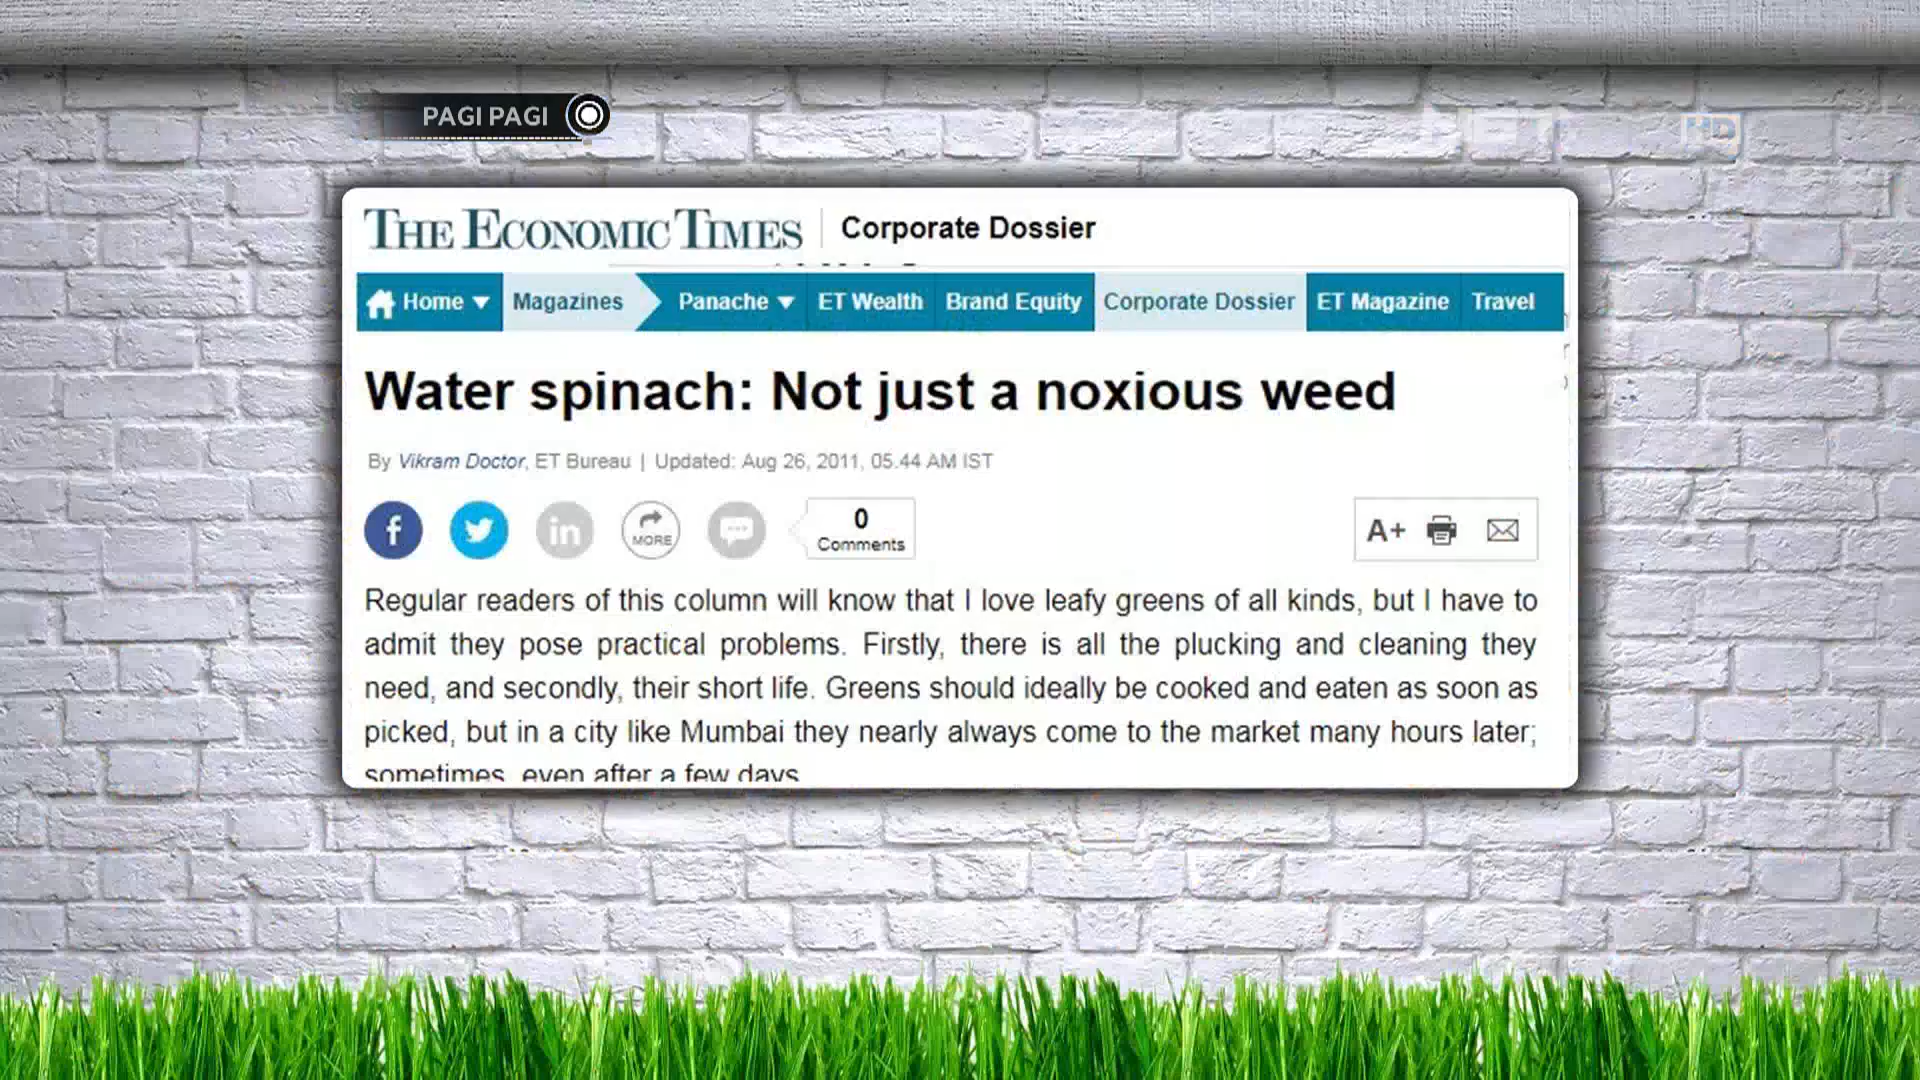 PAGI PAGI
HD
THE ECONOMIC TIMES Corporate Dossier
Home Magazines Panache ET Wealth Brand Equity Corporate Dossier ET Magazine Travel
Water spinach: Not just a noxious weed
By Vikram Doctor, ET Bureau | Updated: Aug 26, 2011, 05.44 AM IST
f in MORE 0 A+
Comments
Regular readers of this column will know that I love leafy greens of all kinds, but I have to
admit they pose practical problems. Firstly, there is all the plucking and cleaning they
need, and secondly, their short life. Greens should ideally be cooked and eaten as soon as
picked, but in a city like Mumbai they nearly always come to the market many hours later;
sometimes, even after a few days